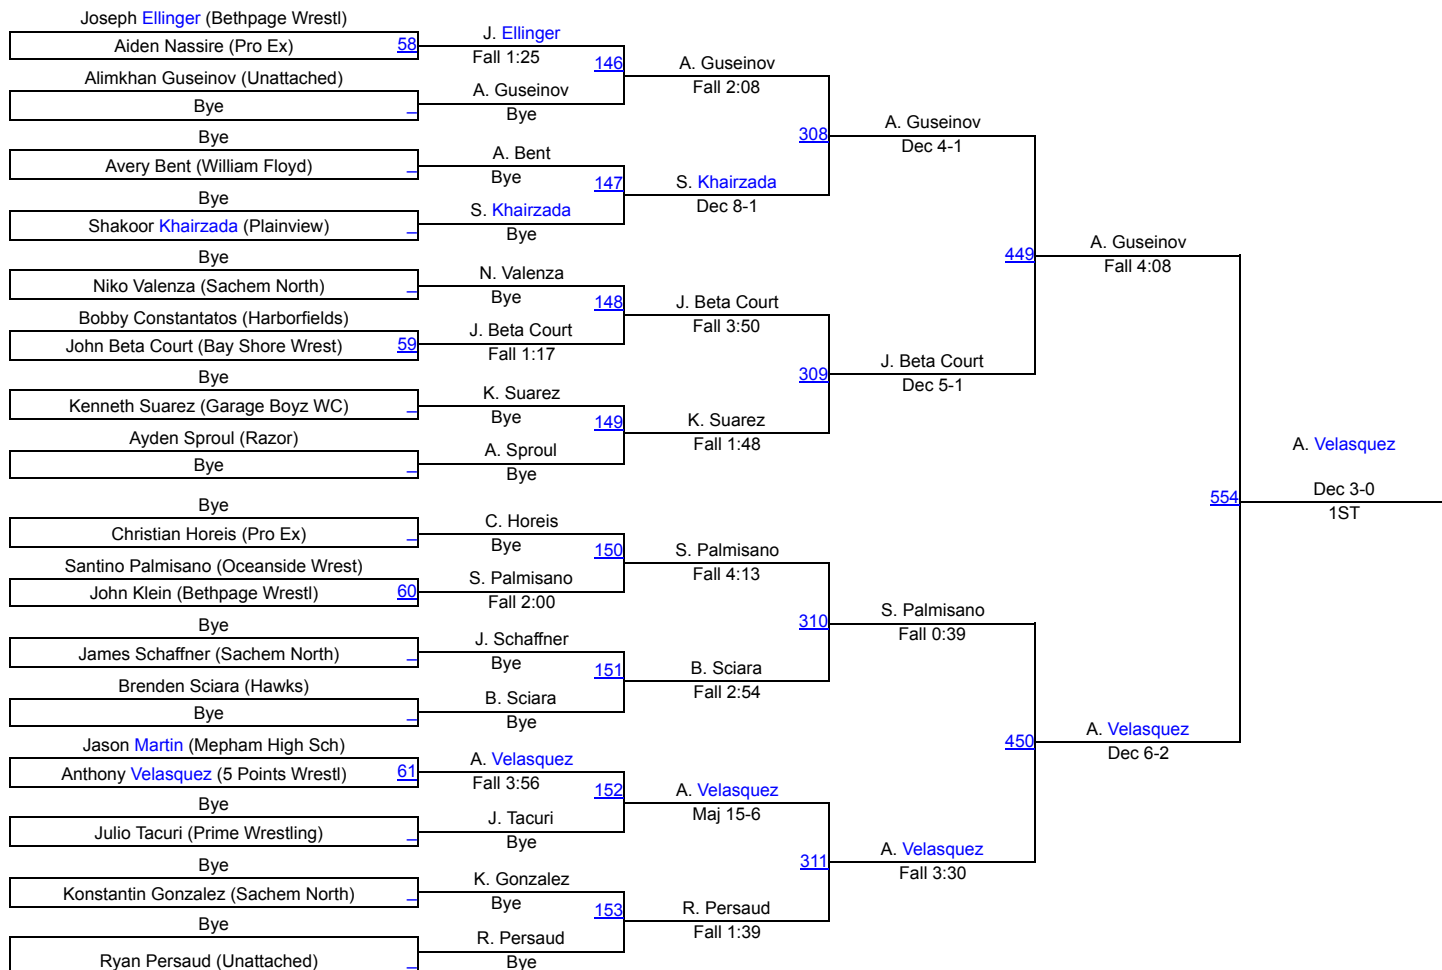 Joseph Ellinger (Bethpage Wrestl)
Aiden Nassire (Pro Ex) 58
Alimkhan Guseinov (Unattached)
Bye
Bye
Avery Bent (William Floyd)
Bye
Shakoor Khairzada (Plainview)
Bye
Niko Valenza (Sachem North)
Bobby Constantatos (Harborfields)
John Beta Court (Bay Shore Wrest) 59
Bye
Kenneth Suarez (Garage Boyz WC)
Ayden Sproul (Razor)
Bye
Bye
Christian Horeis (Pro Ex)
Santino Palmisano (Oceanside Wrest)
John Klein (Bethpage Wrestl) 60
Bye
James Schaffner (Sachem North)
Brenden Sciara (Hawks)
Bye
Jason Martin (Mepham High Sch)
Anthony Velasquez (5 Points Wrestl) 61
Bye
Julio Tacuri (Prime Wrestling)
Bye
Konstantin Gonzalez (Sachem North)
Bye
Ryan Persaud (Unattached)
J. Ellinger
Fall 1:25
146
A. Guseinov
Bye
A. Bent
Bye
147
S. Khairzada
Bye
N. Valenza
Bye
148
J. Beta Court
Fall 1:17
K. Suarez
Bye
149
A. Sproul
Bye
C. Horeis
Bye
150
S. Palmisano
Fall 2:00
J. Schaffner
Bye
151
B. Sciara
Bye
A. Velasquez
Fall 3:56
152
J. Tacuri
Bye
K. Gonzalez
Bye
153
R. Persaud
Bye
A. Guseinov
Fall 2:08
308
S. Khairzada
Dec 8-1
J. Beta Court
Fall 3:50
309
K. Suarez
Fall 1:48
S. Palmisano
Fall 4:13
310
B. Sciara
Fall 2:54
A. Velasquez
Maj 15-6
311
R. Persaud
Fall 1:39
A. Guseinov
Dec 4-1
449
J. Beta Court
Dec 5-1
S. Palmisano
Fall 0:39
450
A. Velasquez
Fall 3:30
A. Guseinov
Fall 4:08
554
A. Velasquez
Dec 6-2
A. Velasquez
Dec 3-0
1ST